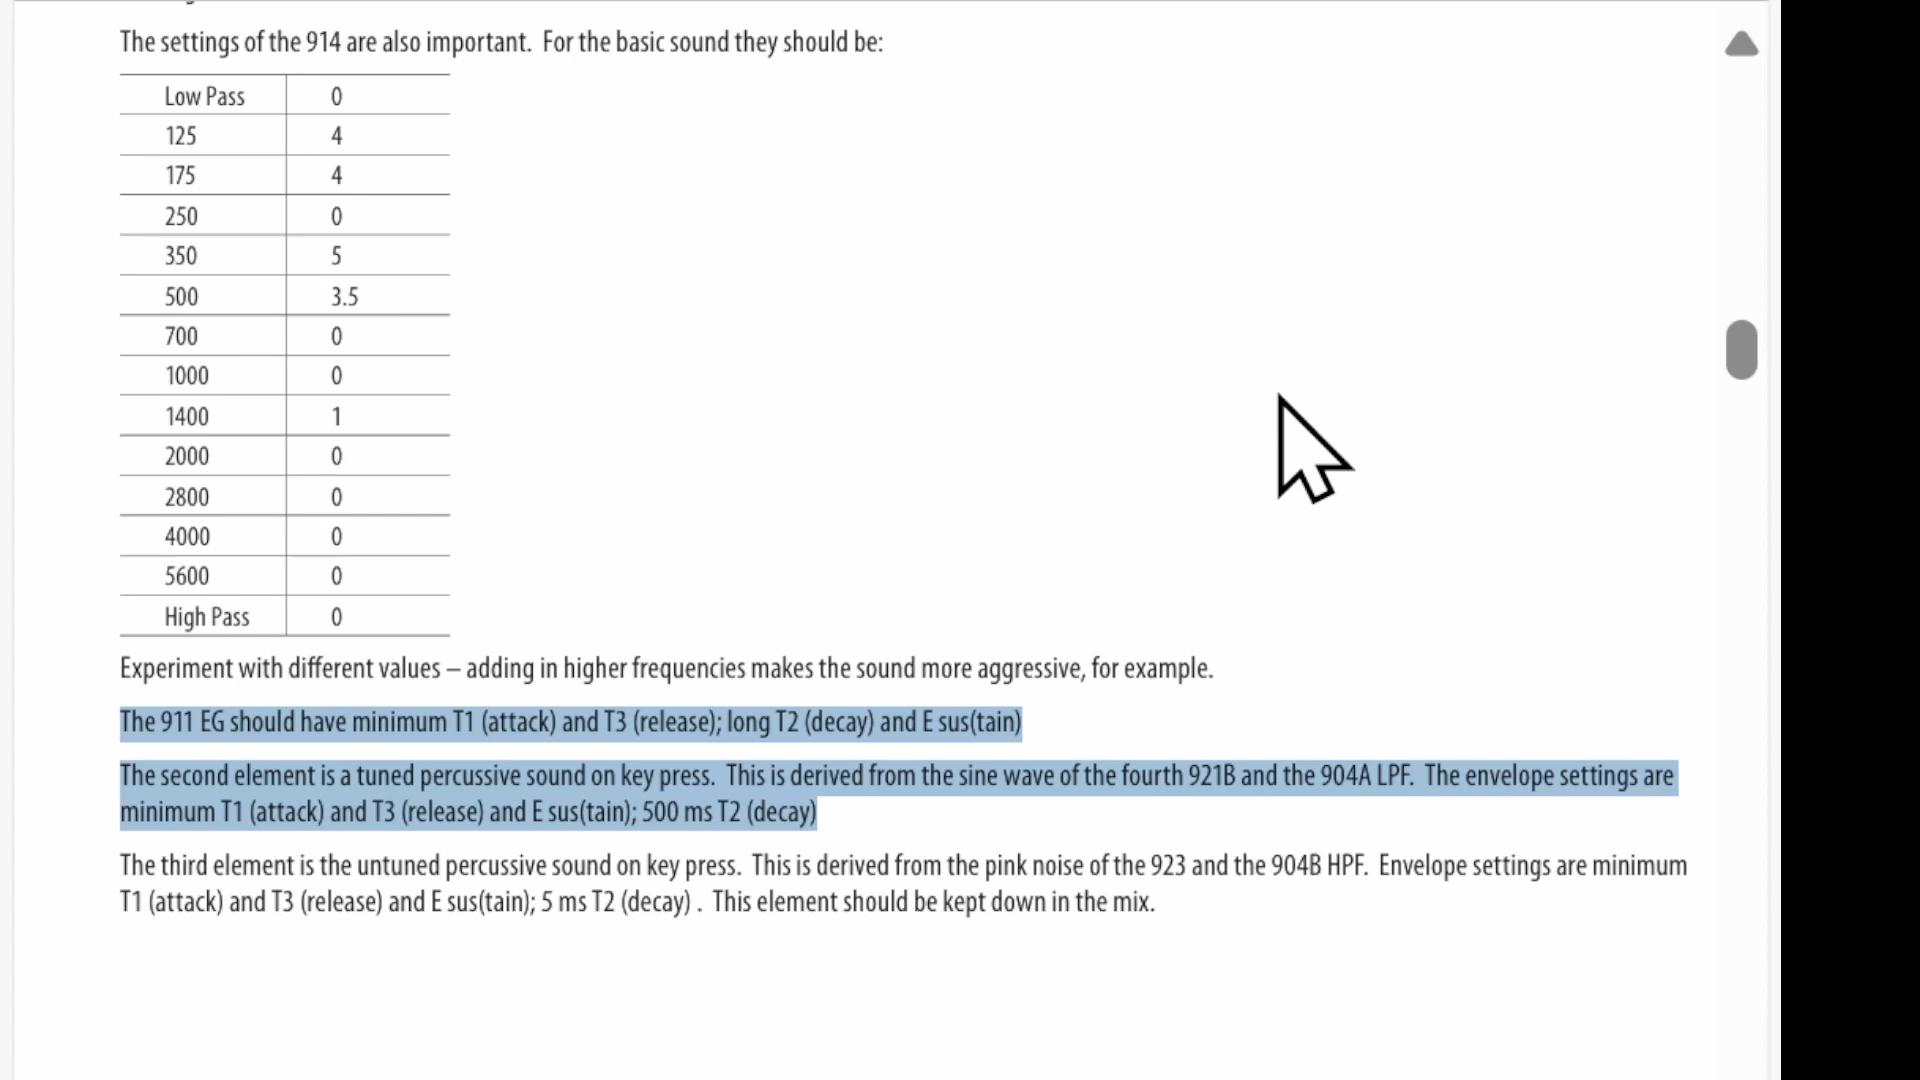 The settings of the 914 are also important. For the basic sound they should be:
Low Pass 0
125 4
175 4
250 0
350 5
500 3.5
700 0
1000 0
1400 1
2000 0
2800 0
4000 0
5600 0
High Pass 0
Experiment with different values – adding in higher frequencies makes the sound more aggressive, for example.
The 911 EG should have minimum T1 (attack) and T3 (release); long T2 (decay) and E sus(tain)
The second element is a tuned percussive sound on key press. This is derived from the sine wave of the fourth 921B and the 904A LPF. The envelope settings are
minimum T1 (attack) and T3 (release) and E sus(tain); 500 ms T2 (decay)
The third element is the untuned percussive sound on key press. This is derived from the pink noise of the 923 and the 904B HPF. Envelope settings are minimum
T1 (attack) and T3 (release) and E sus(tain); 5 ms T2 (decay) . This element should be kept down in the mix.